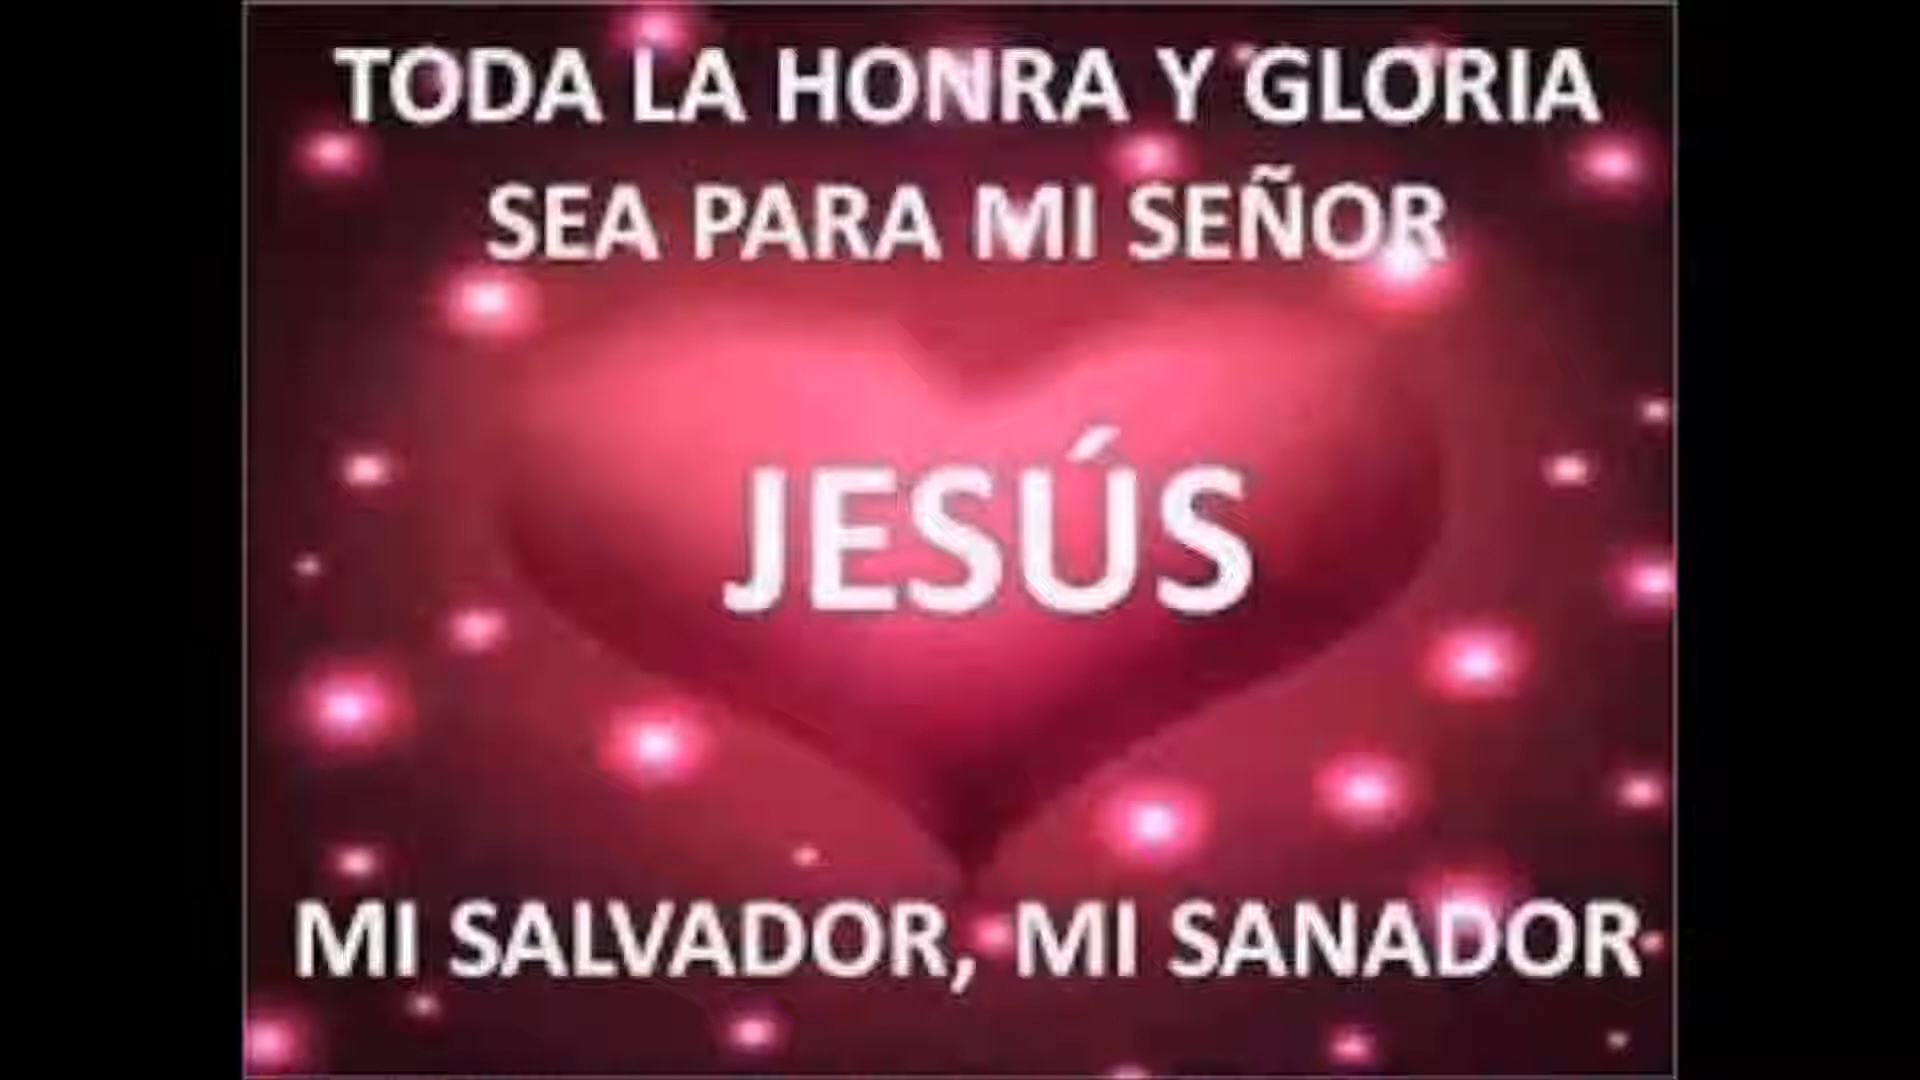 TODA LA HONRA Y GLORIA
SEA PARA MI SEÑOR
JESÚS
MI SALVADOR, MI SANADOR